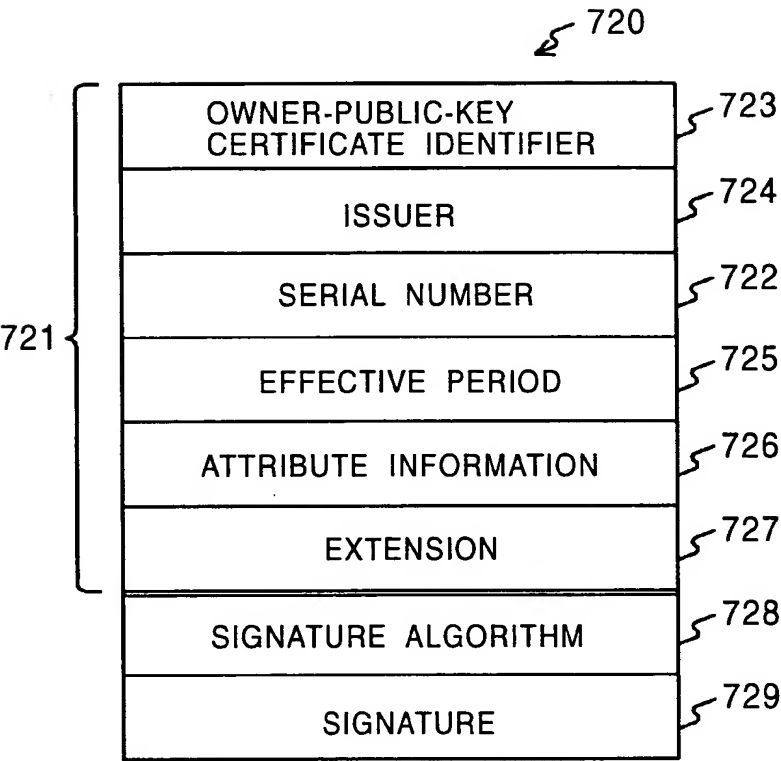 720
OWNER-PUBLIC-KEY
CERTIFICATE IDENTIFIER
723
ISSUER
724
SERIAL NUMBER
722
721
EFFECTIVE PERIOD
725
ATTRIBUTE INFORMATION
726
EXTENSION
727
SIGNATURE ALGORITHM
728
SIGNATURE
729